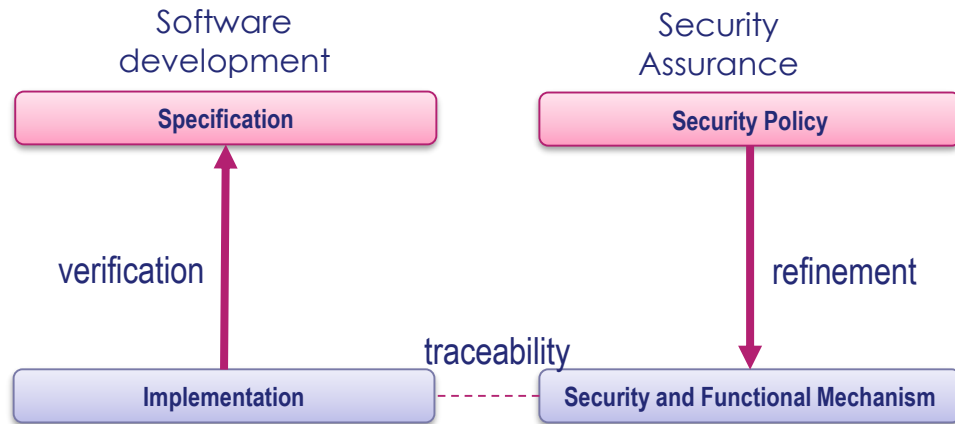 Software
development
Security
Assurance
Specification
Security Policy
verification
refinement
traceability
Implementation
Security and Functional Mechanism